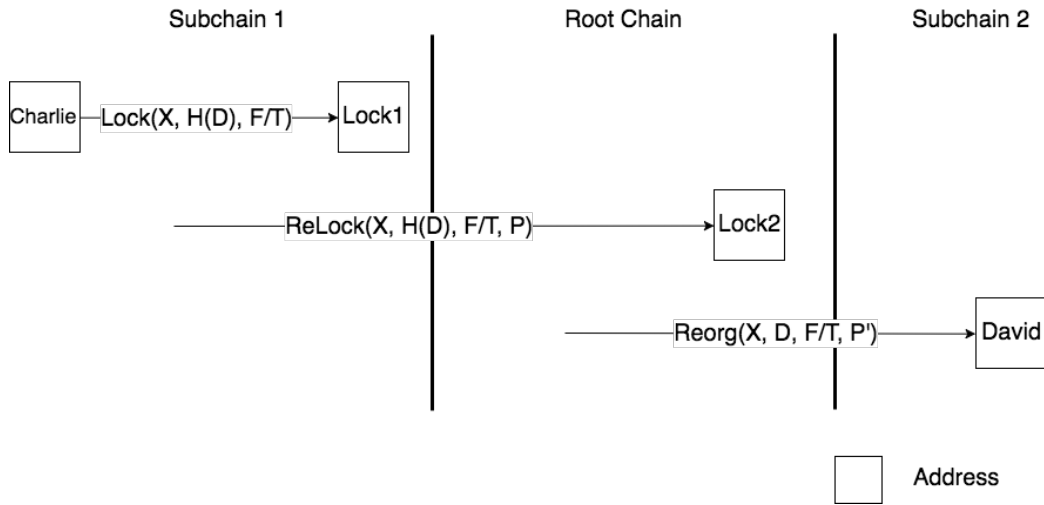 Subchain 1
Root Chain
Subchain 2
Charlie
Lock(X, H(D), F/T)
Lock1
ReLock(X, H(D), F/T, P)
Lock2
Reorg(X, D, F/T, P')
David
Address